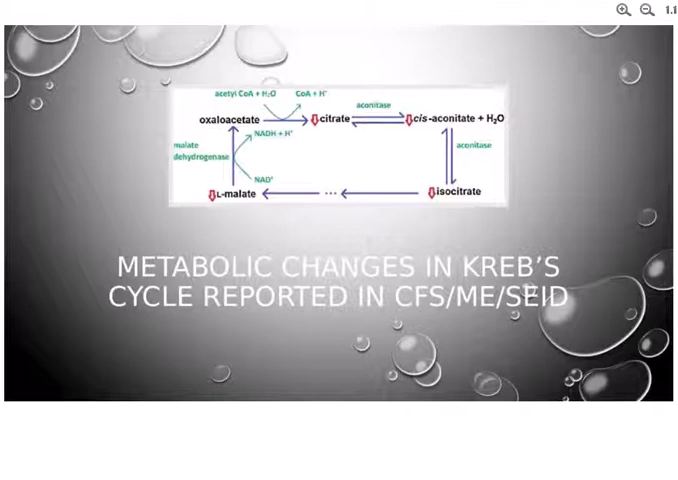 1.1
acetyl CoA + H₂O CoA + H⁺
aconitase
oxaloacetate citrate cis-aconitate + H₂O
NADH + H⁺
malate
dehydrogenase
aconitase
NAD⁺
L-malate ... isocitrate
METABOLIC CHANGES IN KREB’S
CYCLE REPORTED IN CFS/ME/SEID